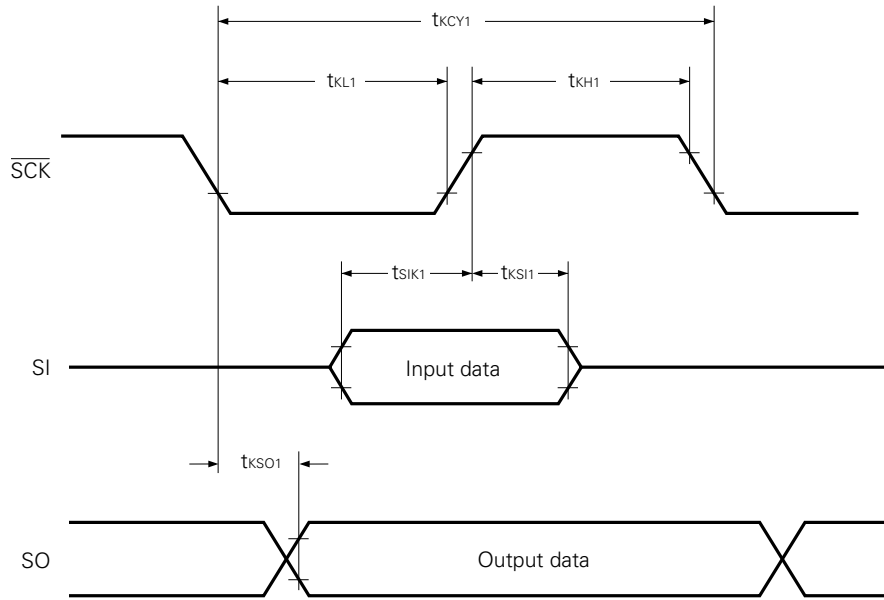 tKCY1
tKL1 tKH1
SCK
tSIK1 tKSI1
SI Input data
tKSO1
SO Output data